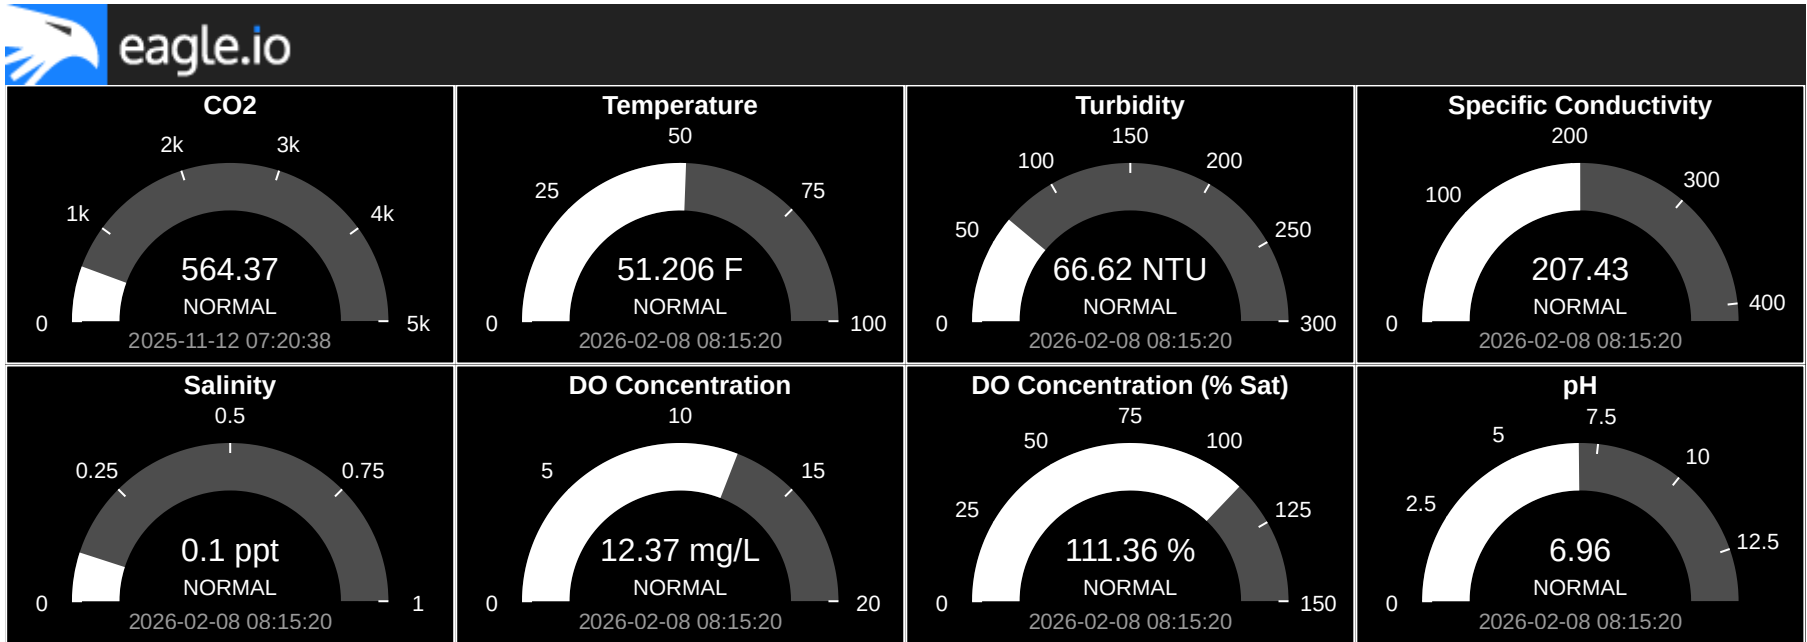 eagle.io
CO2
0
1k
2k
3k
4k
5k
564.37
NORMAL
2025-11-12 07:20:38
Temperature
0
25
50
75
100
51.206 F
NORMAL
2026-02-08 08:15:20
Turbidity
0
50
100
150
200
250
300
66.62 NTU
NORMAL
2026-02-08 08:15:20
Specific Conductivity
0
100
200
300
400
207.43
NORMAL
2026-02-08 08:15:20
Salinity
0
0.25
0.5
0.75
1
0.1 ppt
NORMAL
2026-02-08 08:15:20
DO Concentration
0
5
10
15
20
12.37 mg/L
NORMAL
2026-02-08 08:15:20
DO Concentration (% Sat)
0
25
50
75
100
125
150
111.36 %
NORMAL
2026-02-08 08:15:20
pH
0
2.5
5
7.5
10
12.5
6.96
NORMAL
2026-02-08 08:15:20